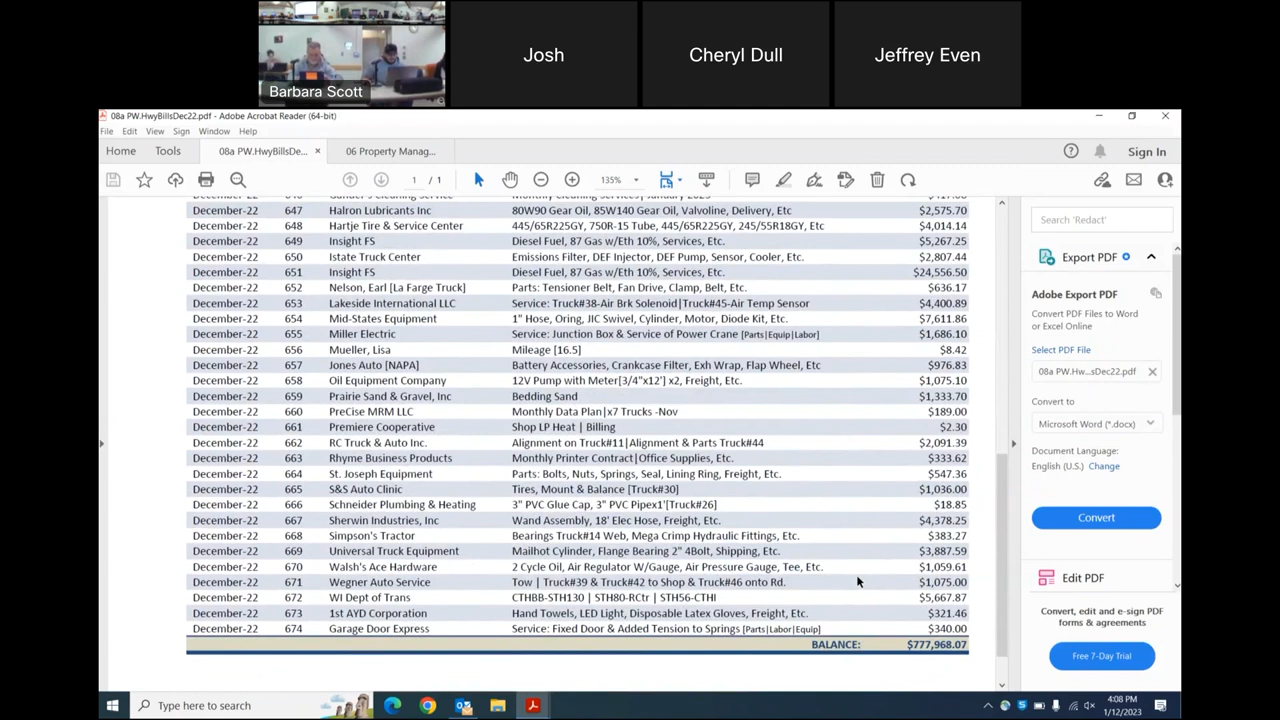 Barbara Scott
Josh
Cheryl Dull
Jeffrey Even
08a PW.HwyBillsDec22.pdf - Adobe Acrobat Reader (64-bit)
File Edit View Sign Window Help
Home Tools 08a PW.HwyBillsDe... 06 Property Manag... Sign In
1 / 1 135%
December-22 647 Halron Lubricants Inc 80W90 Gear Oil, 85W140 Gear Oil, Valvoline, Delivery, Etc $2,575.70
December-22 648 Hartje Tire & Service Center 445/65R225GY, 750R-15 Tube, 445/65R225GY, 245/55R18GY, Etc $4,014.14
December-22 649 Insight FS Diesel Fuel, 87 Gas w/Eth 10%, Services, Etc. $5,267.25
December-22 650 Istate Truck Center Emissions Filter, DEF Injector, DEF Pump, Sensor, Cooler, Etc. $2,807.44
December-22 651 Insight FS Diesel Fuel, 87 Gas w/Eth 10%, Services, Etc. $24,556.50
December-22 652 Nelson, Earl [La Farge Truck] Parts: Tensioner Belt, Fan Drive, Clamp, Belt, Etc. $636.17
December-22 653 Lakeside International LLC Service: Truck#38-Air Brk Solenoid|Truck#45-Air Temp Sensor $4,400.89
December-22 654 Mid-States Equipment 1" Hose, Oring, JIC Swivel, Cylinder, Motor, Diode Kit, Etc. $7,611.86
December-22 655 Miller Electric Service: Junction Box & Service of Power Crane [Parts|Equip|Labor] $1,686.10
December-22 656 Mueller, Lisa Mileage [16.5] $8.42
December-22 657 Jones Auto [NAPA] Battery Accessories, Crankcase Filter, Exh Wrap, Flap Wheel, Etc $976.83
December-22 658 Oil Equipment Company 12V Pump with Meter[3/4"x12'] x2, Freight, Etc. $1,075.10
December-22 659 Prairie Sand & Gravel, Inc Bedding Sand $1,333.70
December-22 660 PreCise MRM LLC Monthly Data Plan|x7 Trucks -Nov $189.00
December-22 661 Premiere Cooperative Shop LP Heat | Billing $2.30
December-22 662 RC Truck & Auto Inc. Alignment on Truck#11|Alignment & Parts Truck#44 $2,091.39
December-22 663 Rhyme Business Products Monthly Printer Contract|Office Supplies, Etc. $333.62
December-22 664 St. Joseph Equipment Parts: Bolts, Nuts, Springs, Seal, Lining Ring, Freight, Etc. $547.36
December-22 665 S&S Auto Clinic Tires, Mount & Balance [Truck#30] $1,036.00
December-22 666 Schneider Plumbing & Heating 3" PVC Glue Cap, 3" PVC Pipex1'[Truck#26] $18.85
December-22 667 Sherwin Industries, Inc Wand Assembly, 18' Elec Hose, Freight, Etc. $4,378.25
December-22 668 Simpson's Tractor Bearings Truck#14 Web, Mega Crimp Hydraulic Fittings, Etc. $383.27
December-22 669 Universal Truck Equipment Mailhot Cylinder, Flange Bearing 2" 4Bolt, Shipping, Etc. $3,887.59
December-22 670 Walsh's Ace Hardware 2 Cycle Oil, Air Regulator W/Gauge, Air Pressure Gauge, Tee, Etc. $1,059.61
December-22 671 Wegner Auto Service Tow | Truck#39 & Truck#42 to Shop & Truck#46 onto Rd. $1,075.00
December-22 672 WI Dept of Trans CTHBB-STH130 | STH80-RCtr | STH56-CTHI $5,667.87
December-22 673 1st AYD Corporation Hand Towels, LED Light, Disposable Latex Gloves, Freight, Etc. $321.46
December-22 674 Garage Door Express Service: Fixed Door & Added Tension to Springs [Parts|Labor|Equip] $340.00
BALANCE: $777,968.07
Search 'Redact'
Export PDF
Adobe Export PDF
Convert PDF Files to Word
or Excel Online
Select PDF File
08a PW.Hw...sDec22.pdf
Convert to
Microsoft Word (*.docx)
Document Language:
English (U.S.) Change
Convert
Edit PDF
Convert, edit and e-sign PDF
forms & agreements
Free 7-Day Trial
Type here to search
4:08 PM
1/12/2023